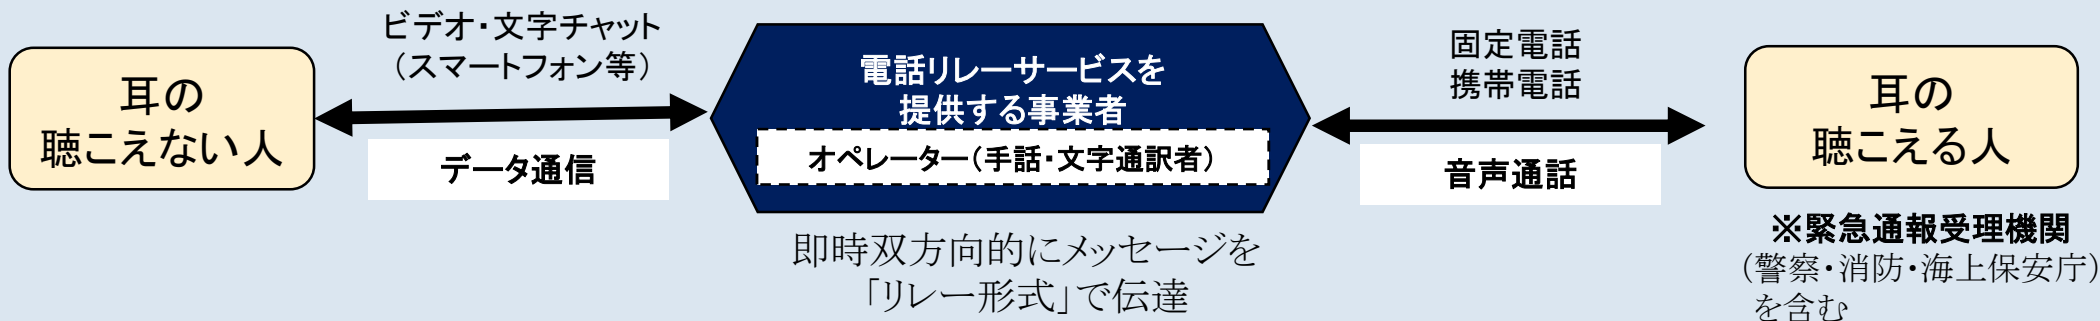 耳の
聴こえない人
ビデオ・文字チャット
（スマートフォン等）
データ通信
電話リレーサービスを
提供する事業者
オペレーター（手話・文字通訳者）
即時双方向的にメッセージを
「リレー形式」で伝達
固定電話
携帯電話
音声通話
耳の
聴こえる人
※緊急通報受理機関
（警察・消防・海上保安庁）
を含む